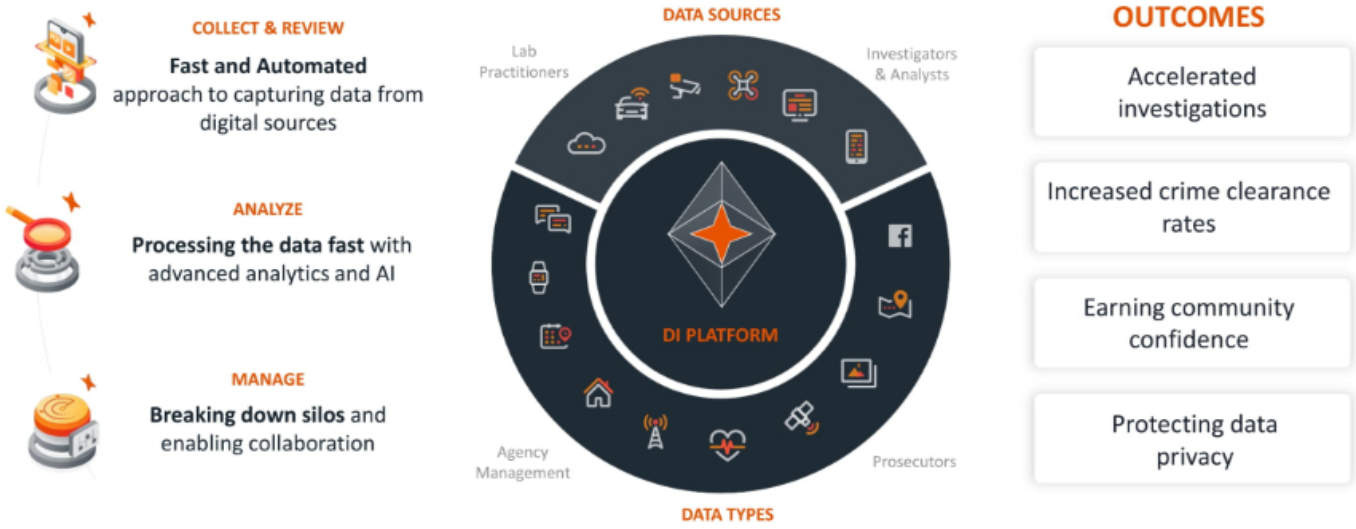 COLLECT & REVIEW
Fast and Automated
approach to capturing data from
digital sources
ANALYZE
Processing the data fast with
advanced analytics and AI
MANAGE
Breaking down silos and
enabling collaboration
DATA SOURCES
Lab
Practitioners
Investigators
& Analysts
DI PLATFORM
Agency
Management
Prosecutors
DATA TYPES
OUTCOMES
Accelerated
investigations
Increased crime clearance
rates
Earning community
confidence
Protecting data
privacy